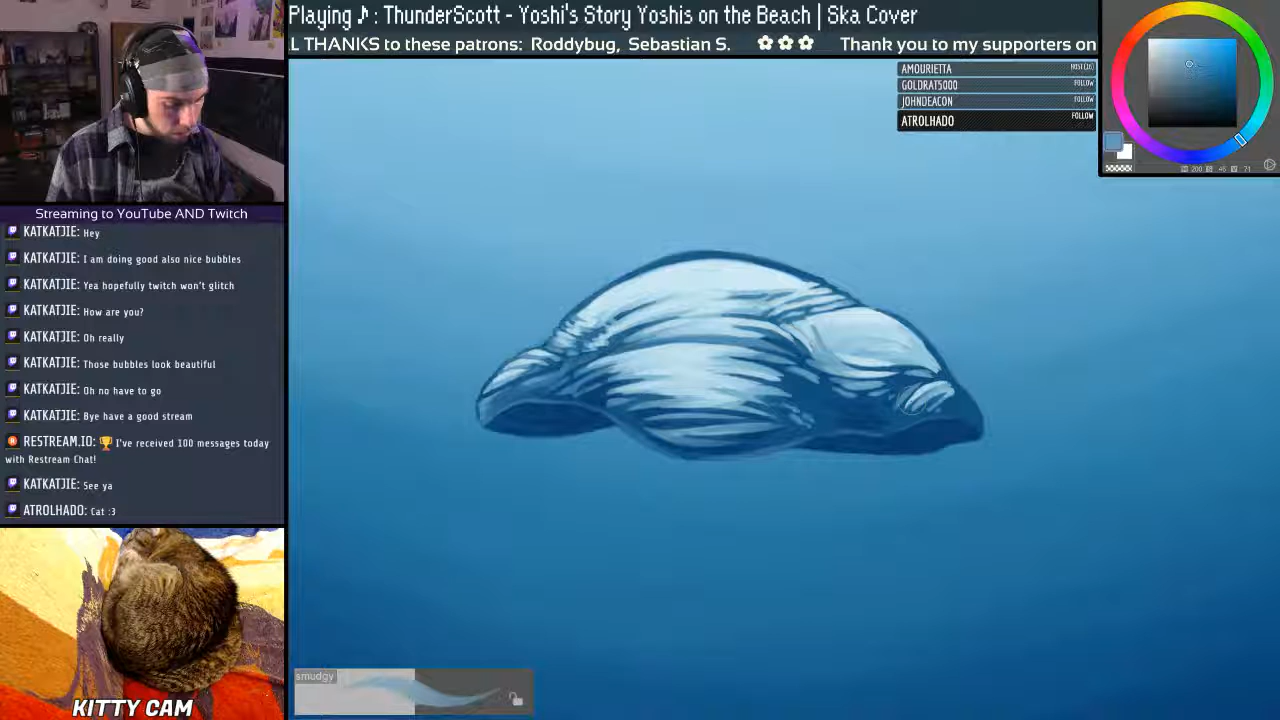 Playing ♪ : ThunderScott - Yoshi's Story Yoshis on the Beach | Ska Cover
L THANKS to these patrons: Roddybug, Sebastian S. ✿ ✿ ✿ Thank you to my supporters on
AMOURIETTA
GOLDRAT5000 FOLLOW
JOHNDEACON FOLLOW
ATROLHADO FOLLOW
Streaming to YouTube AND Twitch
KATKATJIE: Hey
KATKATJIE: I am doing good also nice bubbles
KATKATJIE: Yea hopefully twitch won't glitch
KATKATJIE: How are you?
KATKATJIE: Oh really
KATKATJIE: Those bubbles look beautiful
KATKATJIE: Oh no have to go
KATKATJIE: Bye have a good stream
RESTREAM.IO: 🏆 I've received 100 messages today
with Restream Chat!
KATKATJIE: See ya
ATROLHADO: Cat :3
KITTY CAM
smudgy